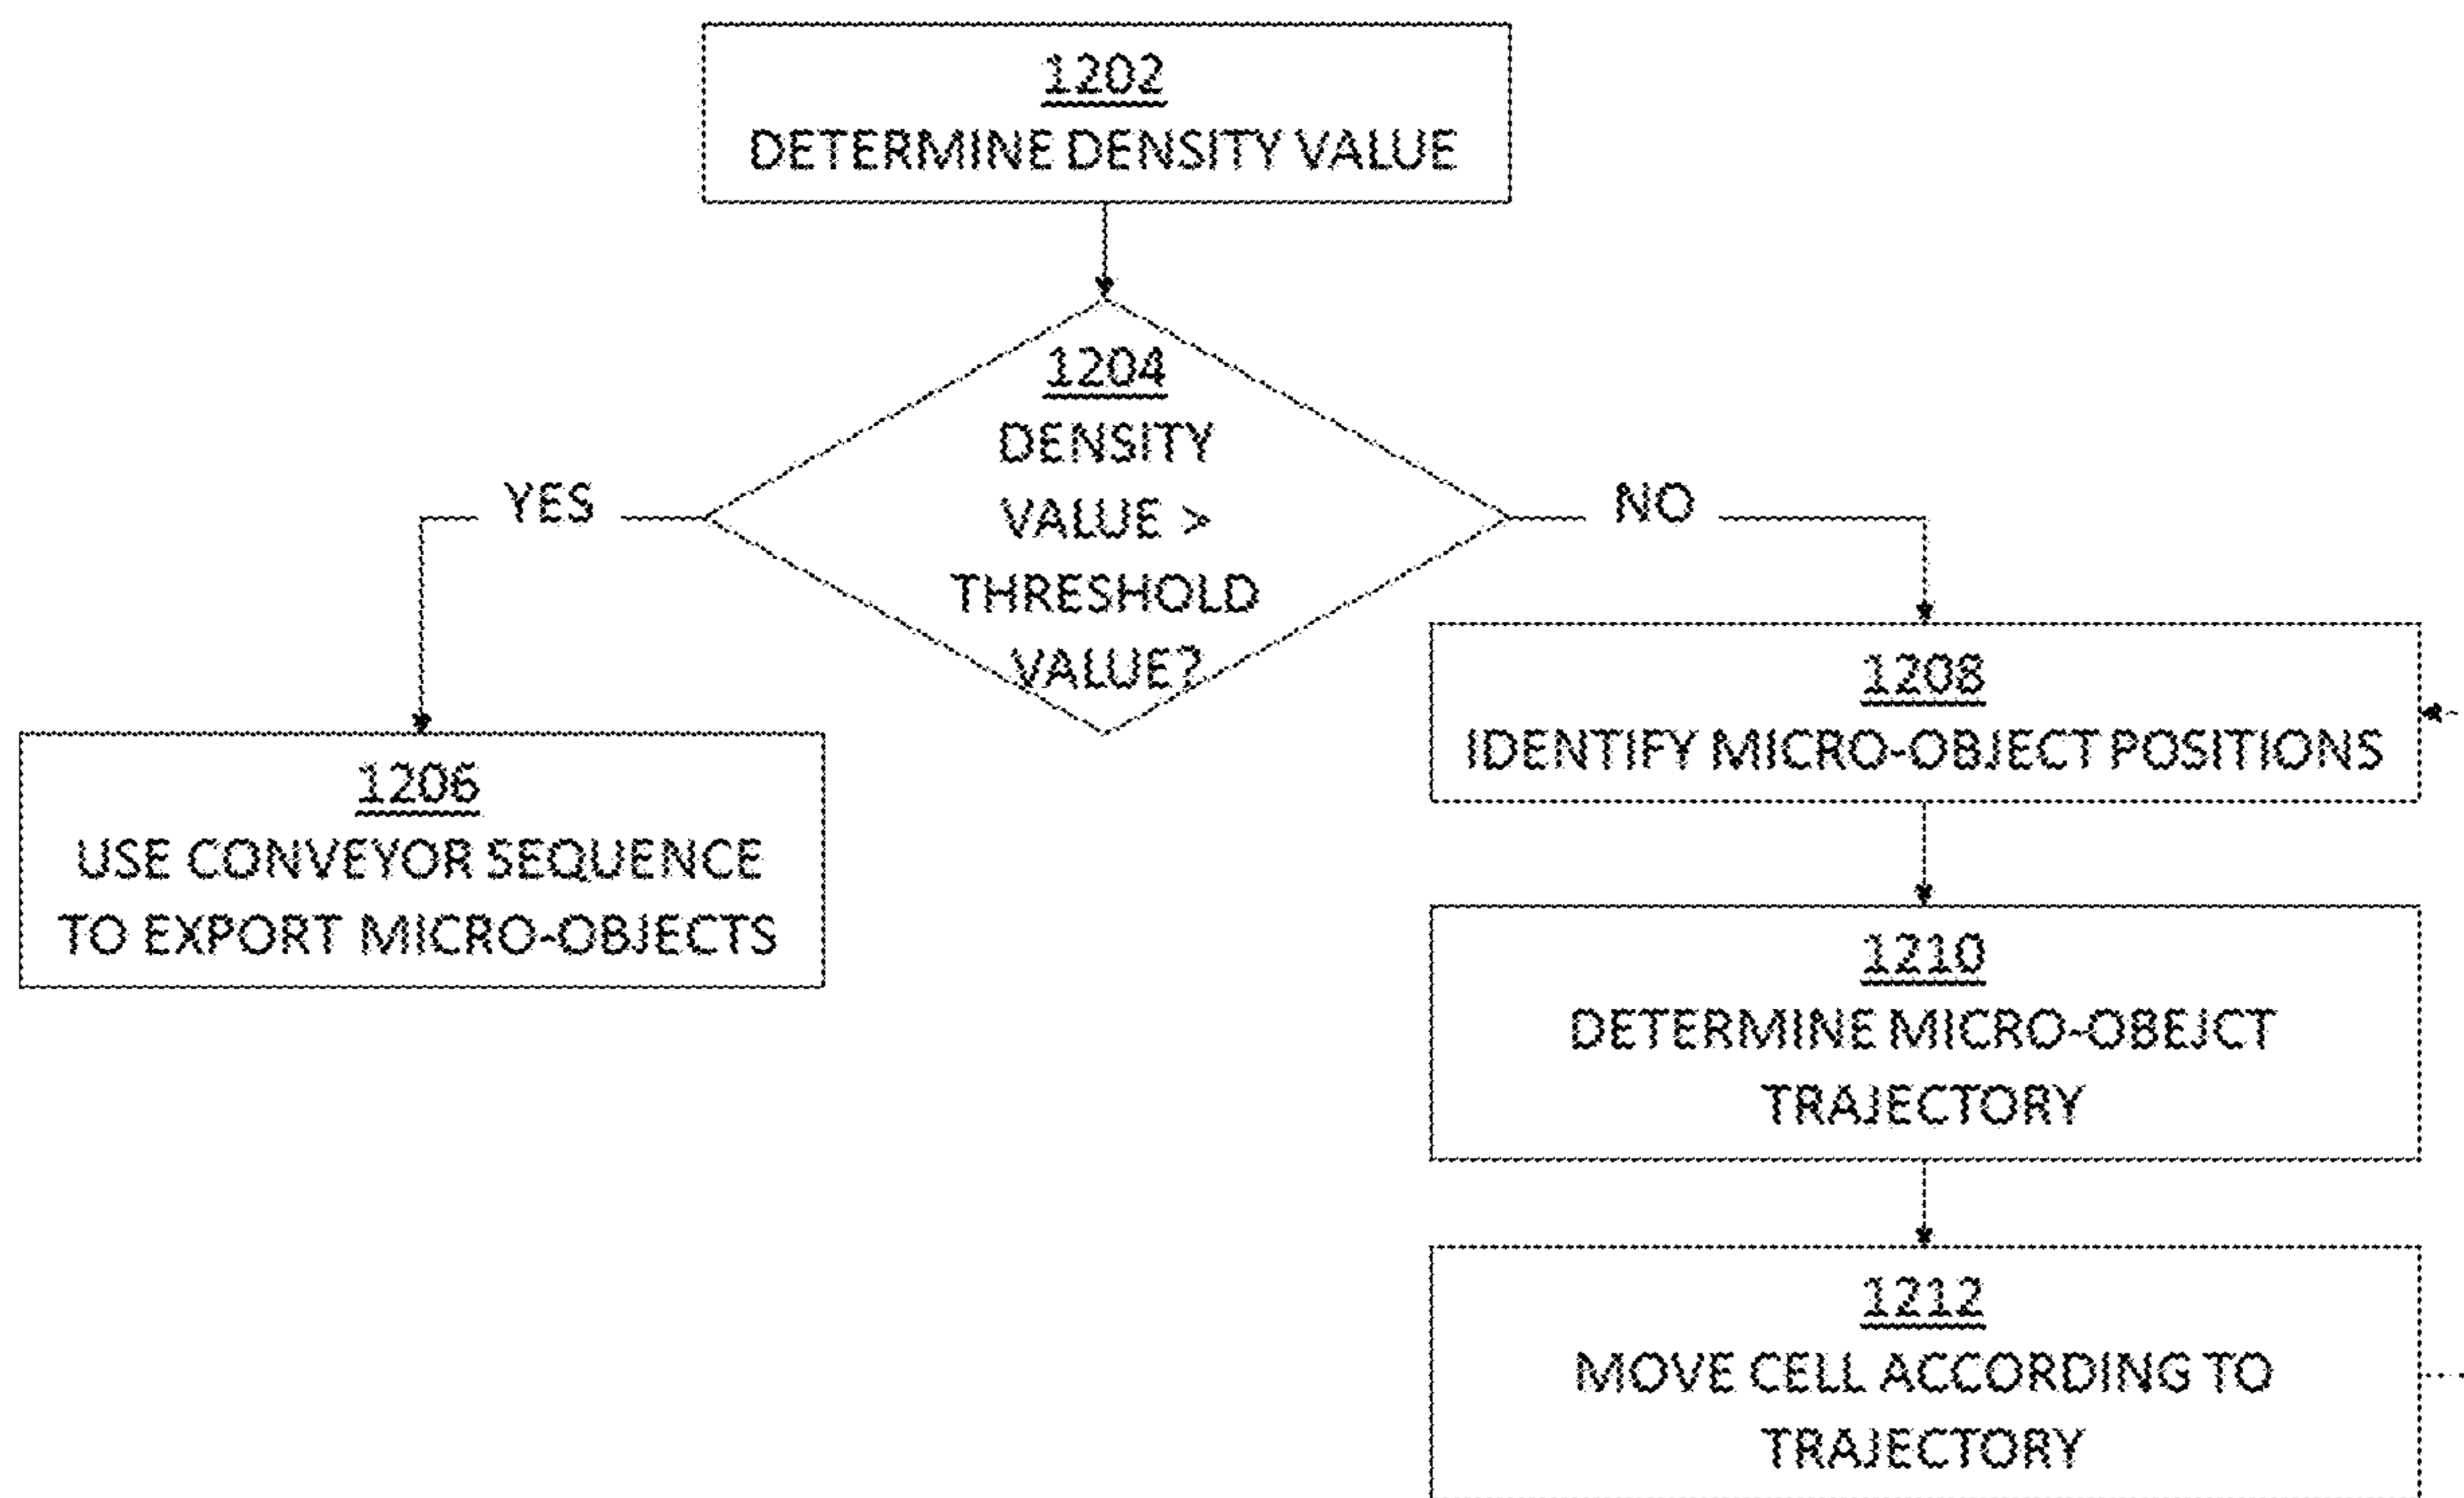 1202
DETERMINE DENSITY VALUE
1204
DENSITY
VALUE >
THRESHOLD
VALUE?
YES
NO
1206
USE CONVEYOR SEQUENCE
TO EXPORT MICRO-OBJECTS
1208
IDENTIFY MICRO-OBJECT POSITIONS
1210
DETERMINE MICRO-OBEJCT
TRAJECTORY
1212
MOVE CELL ACCORDING TO
TRAJECTORY